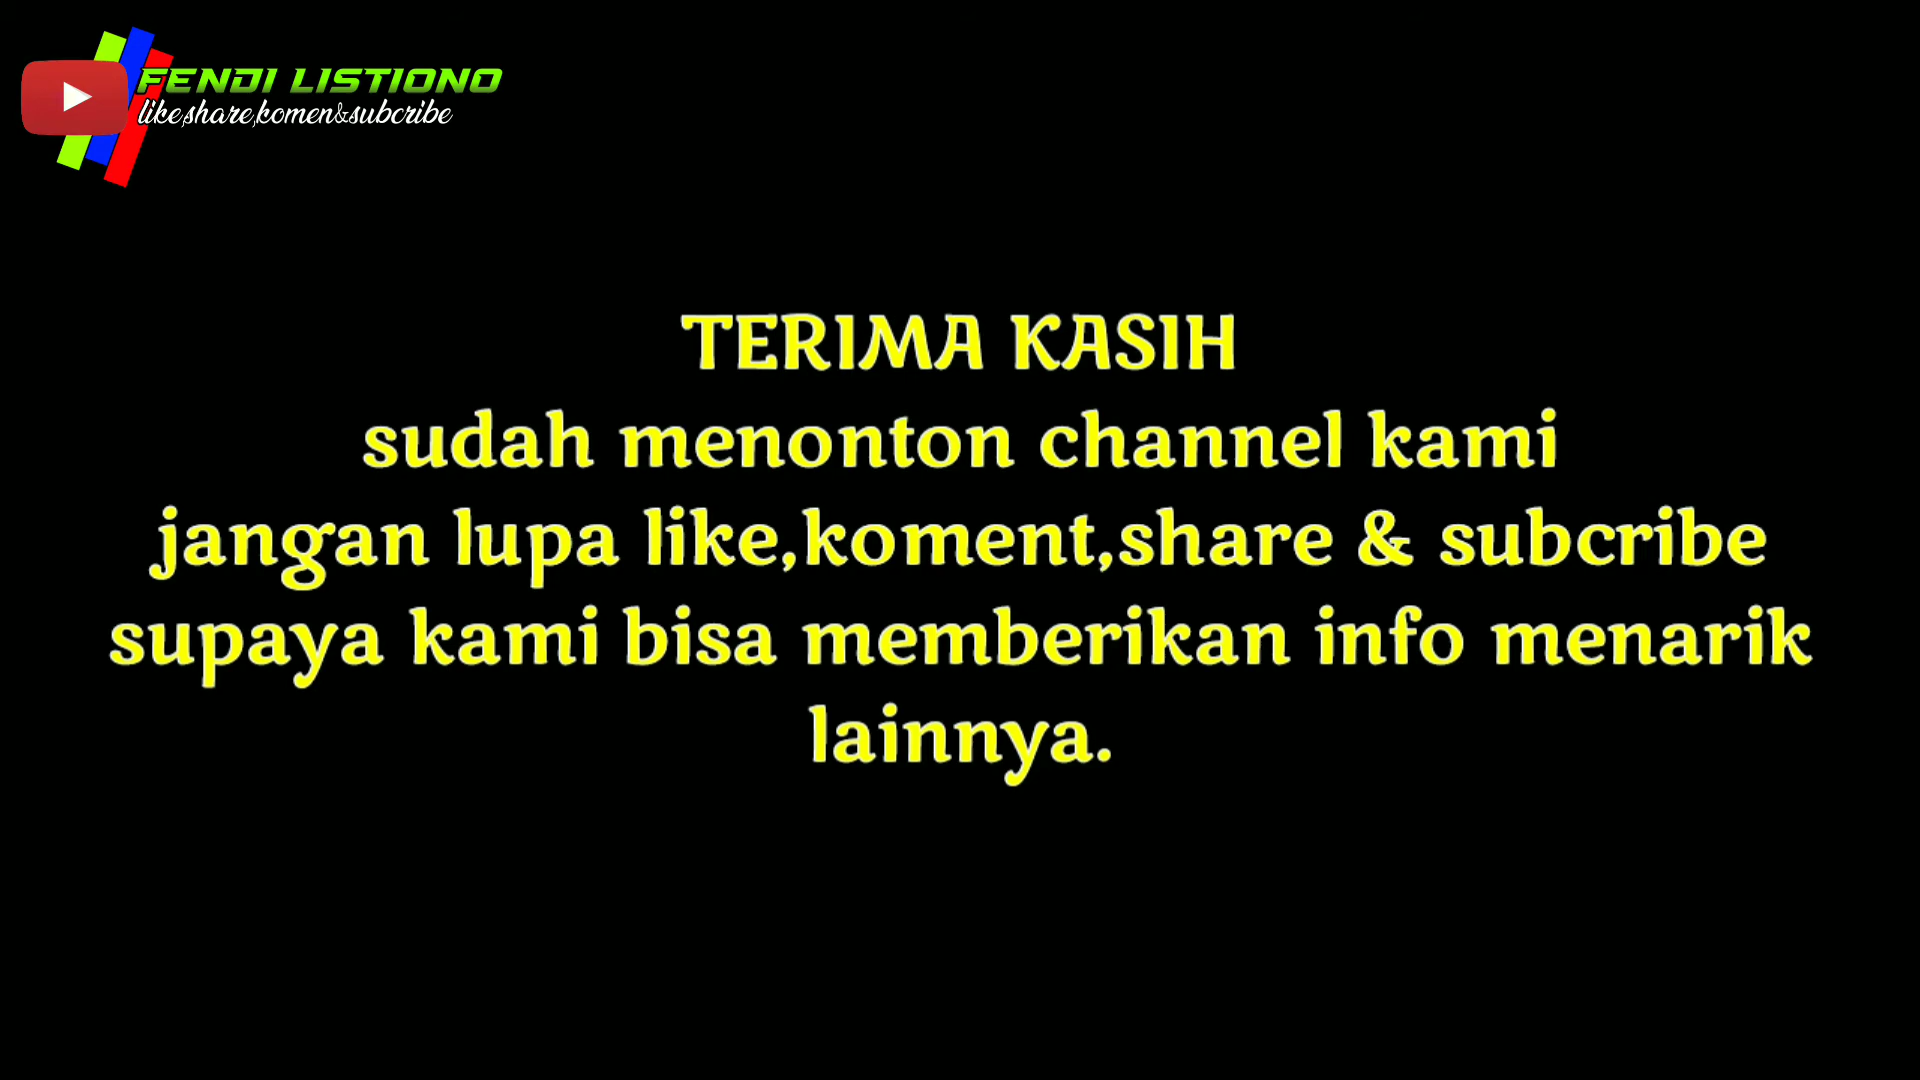 FENDI LISTIONO
like,share,komen&subcribe
TERIMA KASIH
sudah menonton channel kami
jangan lupa like,koment,share & subcribe
supaya kami bisa memberikan info menarik
lainnya.